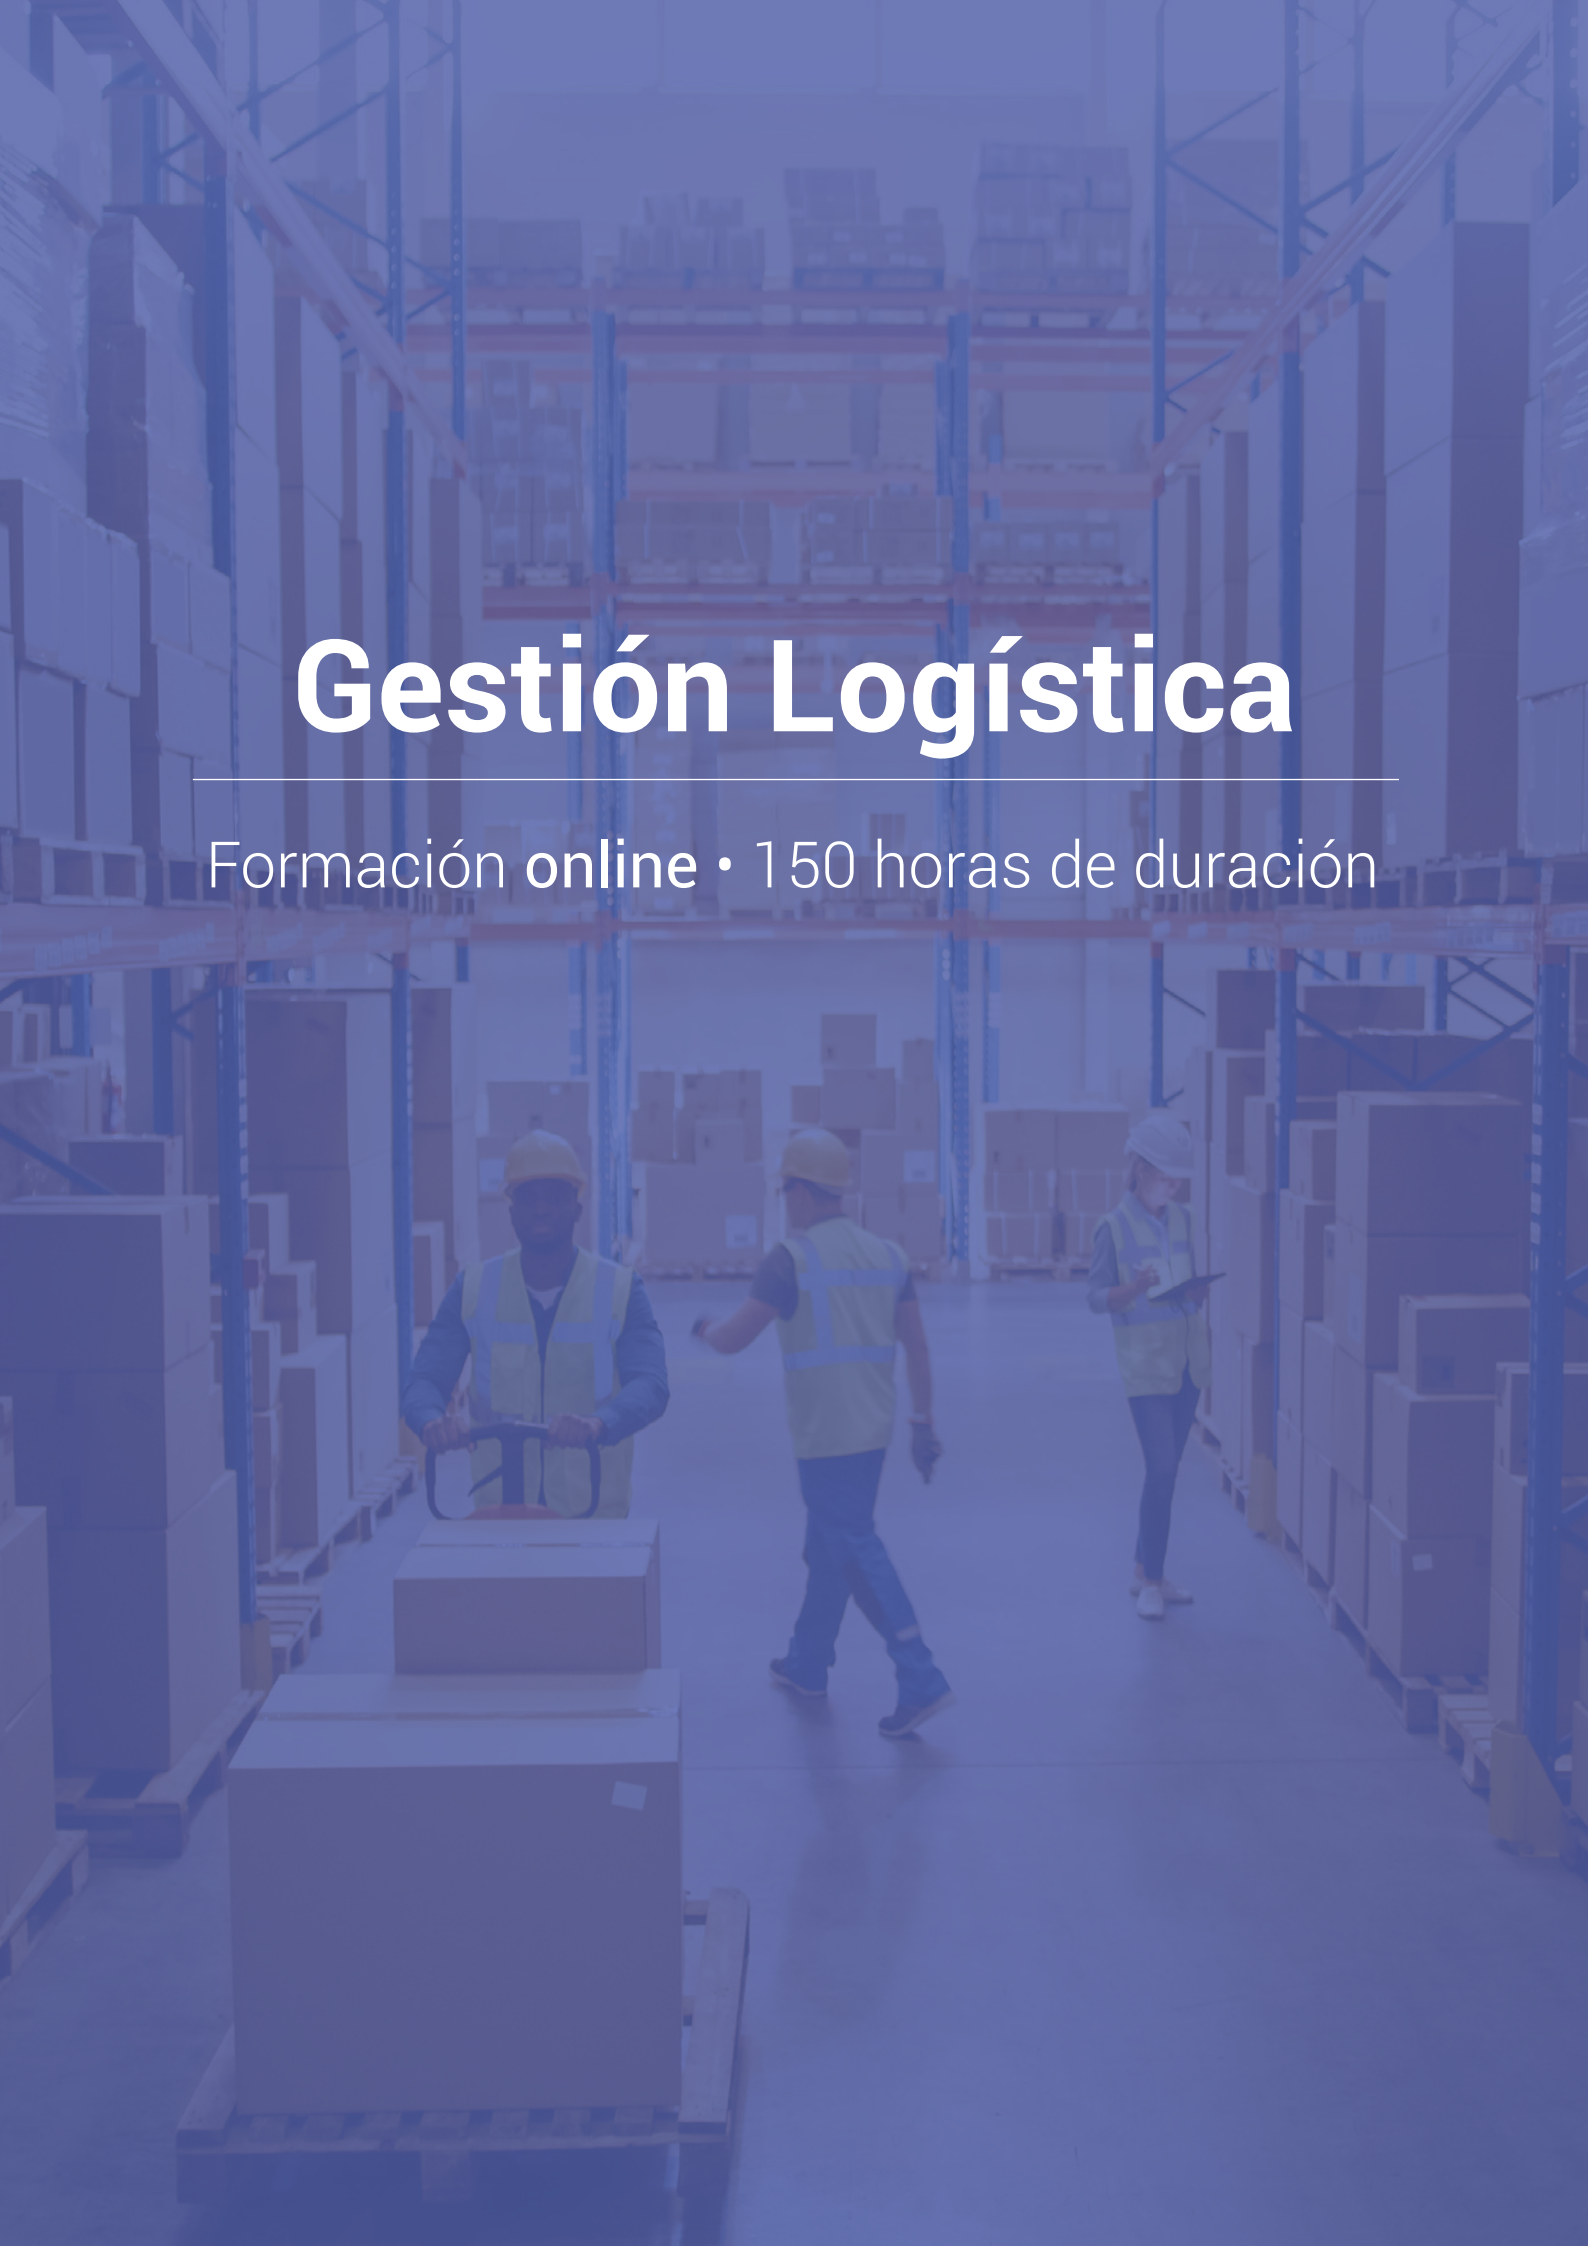 Gestión Logística
Formación online • 150 horas de duración